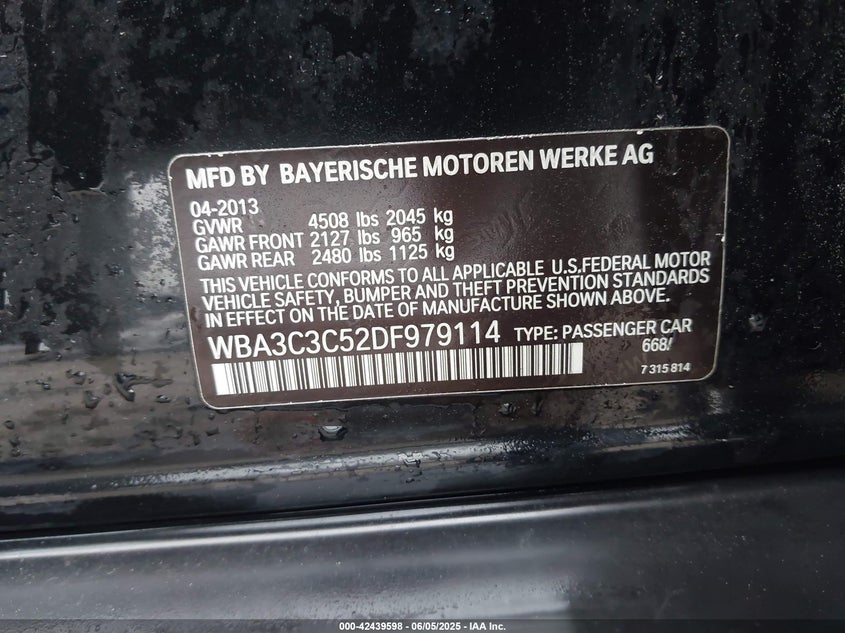 MFD BY BAYERISCHE MOTOREN WERKE AG
04-2013
GVWR 4508 lbs 2045 kg
GAWR FRONT 2127 lbs 965 kg
GAWR REAR 2480 lbs 1125 kg
THIS VEHICLE CONFORMS TO ALL APPLICABLE U.S.FEDERAL MOTOR
VEHICLE SAFETY, BUMPER AND THEFT PREVENTION STANDARDS
IN EFFECT ON THE DATE OF MANUFACTURE SHOWN ABOVE.
WBA3C3C52DF979114 TYPE: PASSENGER CAR
668/
7 315 814
000-42439598 - 06/05/2025 - IAA Inc.